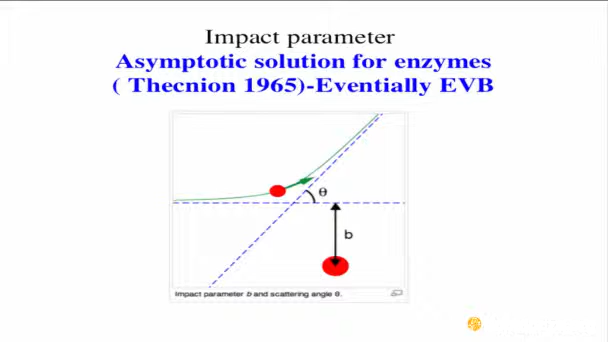 Impact parameter
Asymptotic solution for enzymes
( Thecnion 1965)-Eventially EVB
θ
b
Impact parameter b and scattering angle θ.